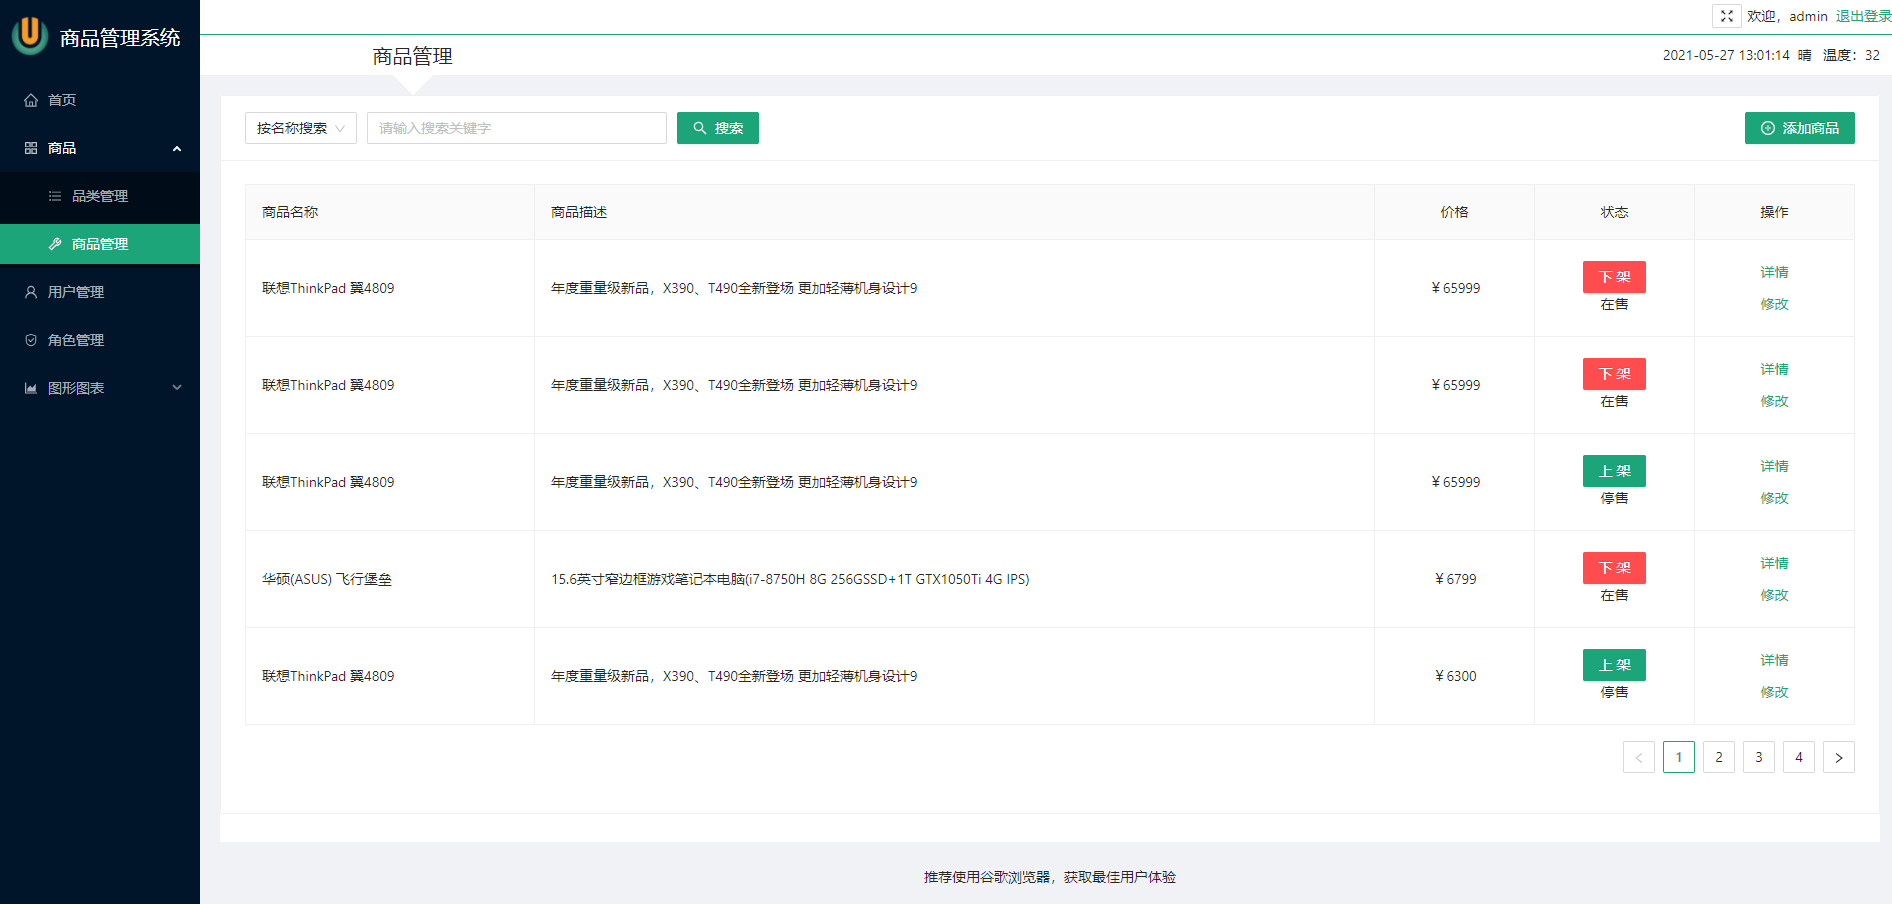 商品管理系统
首页
商品
品类管理
商品管理
用户管理
角色管理
图形图表
欢迎，admin 退出登录
商品管理
2021-05-27 13:01:14 晴 温度：32
按名称搜索 请输入搜索关键字 搜索 添加商品
商品名称 商品描述 价格 状态 操作
联想ThinkPad 翼4809 年度重量级新品，X390、T490全新登场 更加轻薄机身设计9 ¥65999 下架 在售 详情 修改
联想ThinkPad 翼4809 年度重量级新品，X390、T490全新登场 更加轻薄机身设计9 ¥65999 下架 在售 详情 修改
联想ThinkPad 翼4809 年度重量级新品，X390、T490全新登场 更加轻薄机身设计9 ¥65999 上架 停售 详情 修改
华硕(ASUS) 飞行堡垒 15.6英寸窄边框游戏笔记本电脑(i7-8750H 8G 256GSSD+1T GTX1050Ti 4G IPS) ¥6799 下架 在售 详情 修改
联想ThinkPad 翼4809 年度重量级新品，X390、T490全新登场 更加轻薄机身设计9 ¥6300 上架 停售 详情 修改
< 1 2 3 4 >
推荐使用谷歌浏览器，获取最佳用户体验